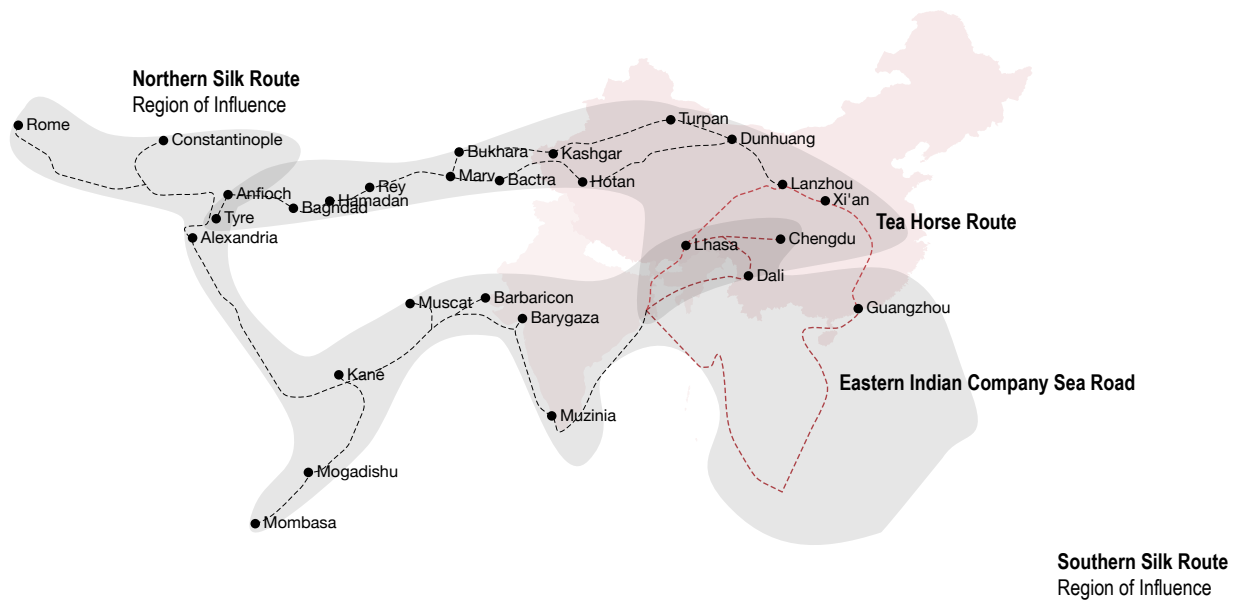 Northern Silk Route
Region of Influence
Rome
Constantinople
Turpan
Dunhuang
Bukhara
Kashgar
Mary
Bactra
Hotan
Lanzhou
Xi'an
Rey
Hamadan
Anfioch
Baghdad
Tyre
Alexandria
Tea Horse Route
Lhasa
Chengdu
Dali
Muscat
Barbaricon
Barygaza
Guangzhou
Kane
Eastern Indian Company Sea Road
Muzinia
Mogadishu
Mombasa
Southern Silk Route
Region of Influence